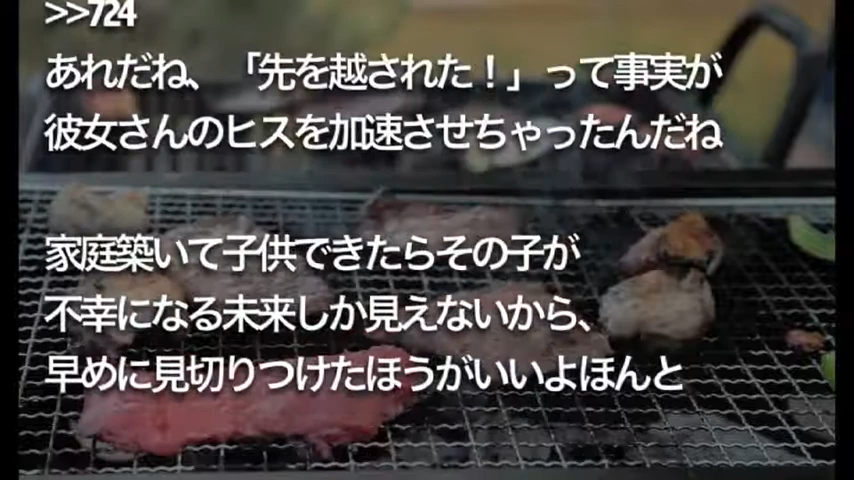 >>724
あれだね、「先を越された！」って事実が
彼女さんのヒスを加速させちゃったんだね
家庭築いて子供できたらその子が
不幸になる未来しか見えないから、
早めに見切りつけたほうがいいよほんと